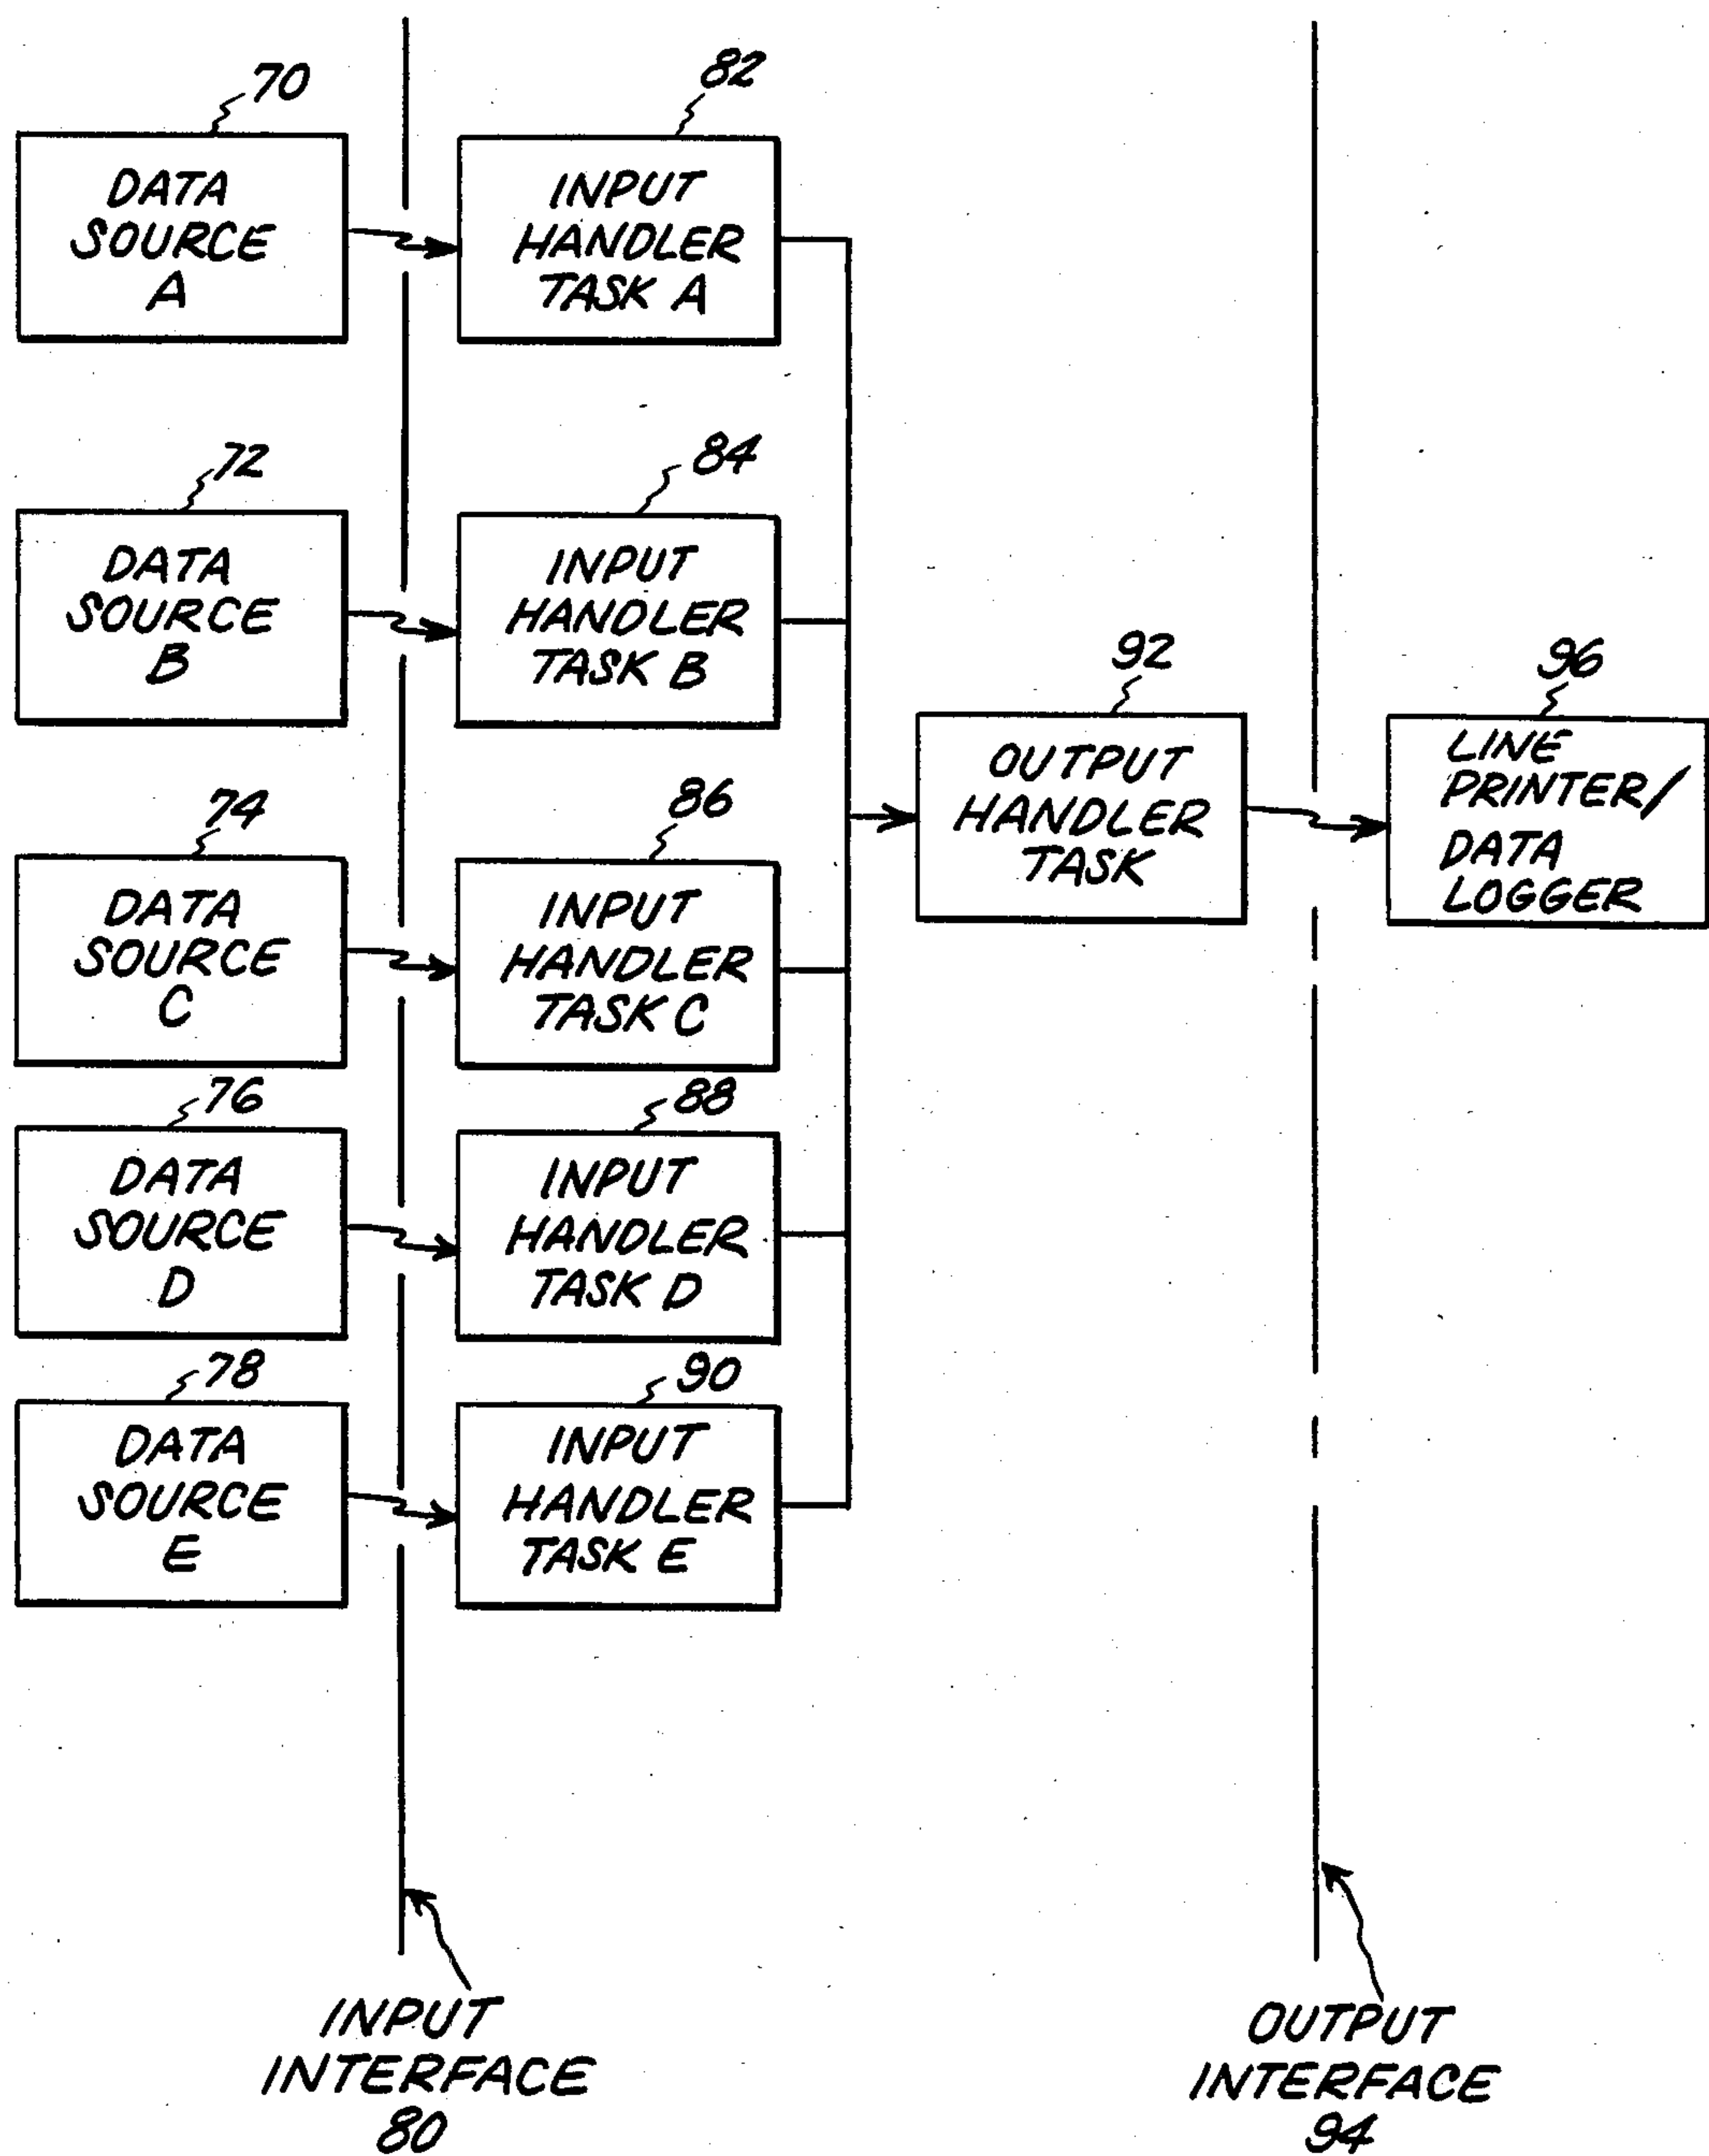 70
DATA
SOURCE
A
82
INPUT
HANDLER
TASK A
72
DATA
SOURCE
B
84
INPUT
HANDLER
TASK B
74
DATA
SOURCE
C
86
INPUT
HANDLER
TASK C
76
DATA
SOURCE
D
88
INPUT
HANDLER
TASK D
78
DATA
SOURCE
E
90
INPUT
HANDLER
TASK E
92
OUTPUT
HANDLER
TASK
96
LINE
PRINTER/
DATA
LOGGER
INPUT
INTERFACE
80
OUTPUT
INTERFACE
94